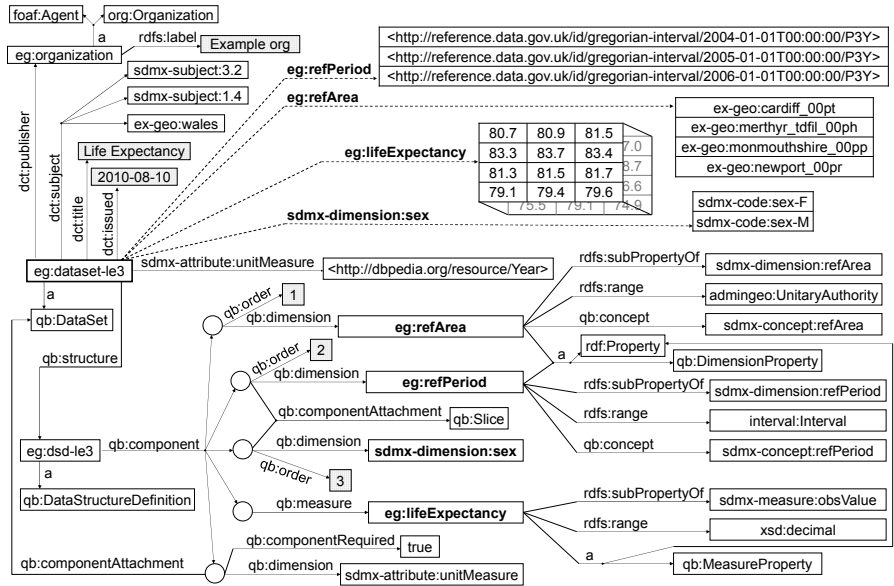 foaf:Agent
org:Organization
a
rdfs:label
eg:organization
Example org
<http://reference.data.gov.uk/id/gregorian-interval/2004-01-01T00:00:00/P3Y>
<http://reference.data.gov.uk/id/gregorian-interval/2005-01-01T00:00:00/P3Y>
<http://reference.data.gov.uk/id/gregorian-interval/2006-01-01T00:00:00/P3Y>
eg:refPeriod
sdmx-subject:3.2
sdmx-subject:1.4
ex-geo:wales
Life Expectancy
2010-08-10
dct:publisher
dct:subject
dct:title
dct:issued
eg:refArea
ex-geo:cardiff_00pt
ex-geo:merthyr_tdfil_00ph
ex-geo:monmouthshire_00pp
ex-geo:newport_00pr
eg:lifeExpectancy
80.7 80.9 81.5
83.3 83.7 83.4
81.3 81.5 81.7
79.1 79.4 79.6
7.0
8.7
6.6
75.5 79.1 74.9
sdmx-dimension:sex
sdmx-code:sex-F
sdmx-code:sex-M
eg:dataset-le3
sdmx-attribute:unitMeasure
<http://dbpedia.org/resource/Year>
a
qb:DataSet
qb:structure
eg:dsd-le3
a
qb:DataStructureDefinition
qb:component
qb:componentAttachment
qb:order
1
qb:dimension
eg:refArea
rdfs:subPropertyOf
sdmx-dimension:refArea
rdfs:range
admingeo:UnitaryAuthority
qb:concept
sdmx-concept:refArea
a
rdf:Property
qb:DimensionProperty
qb:order
2
qb:dimension
eg:refPeriod
rdfs:subPropertyOf
sdmx-dimension:refPeriod
rdfs:range
interval:Interval
qb:concept
sdmx-concept:refPeriod
qb:componentAttachment
qb:Slice
qb:dimension
sdmx-dimension:sex
qb:order
3
qb:measure
eg:lifeExpectancy
rdfs:subPropertyOf
sdmx-measure:obsValue
rdfs:range
xsd:decimal
a
qb:MeasureProperty
qb:componentRequired
true
qb:dimension
sdmx-attribute:unitMeasure